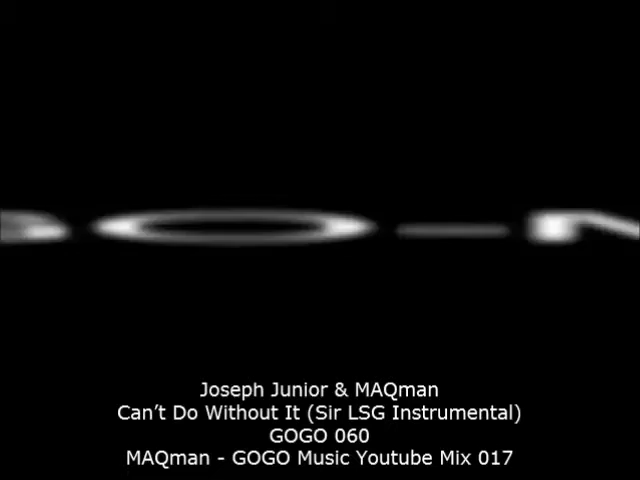 Joseph Junior & MAQman
Can't Do Without It (Sir LSG Instrumental)
GOGO 060
MAQman - GOGO Music Youtube Mix 017